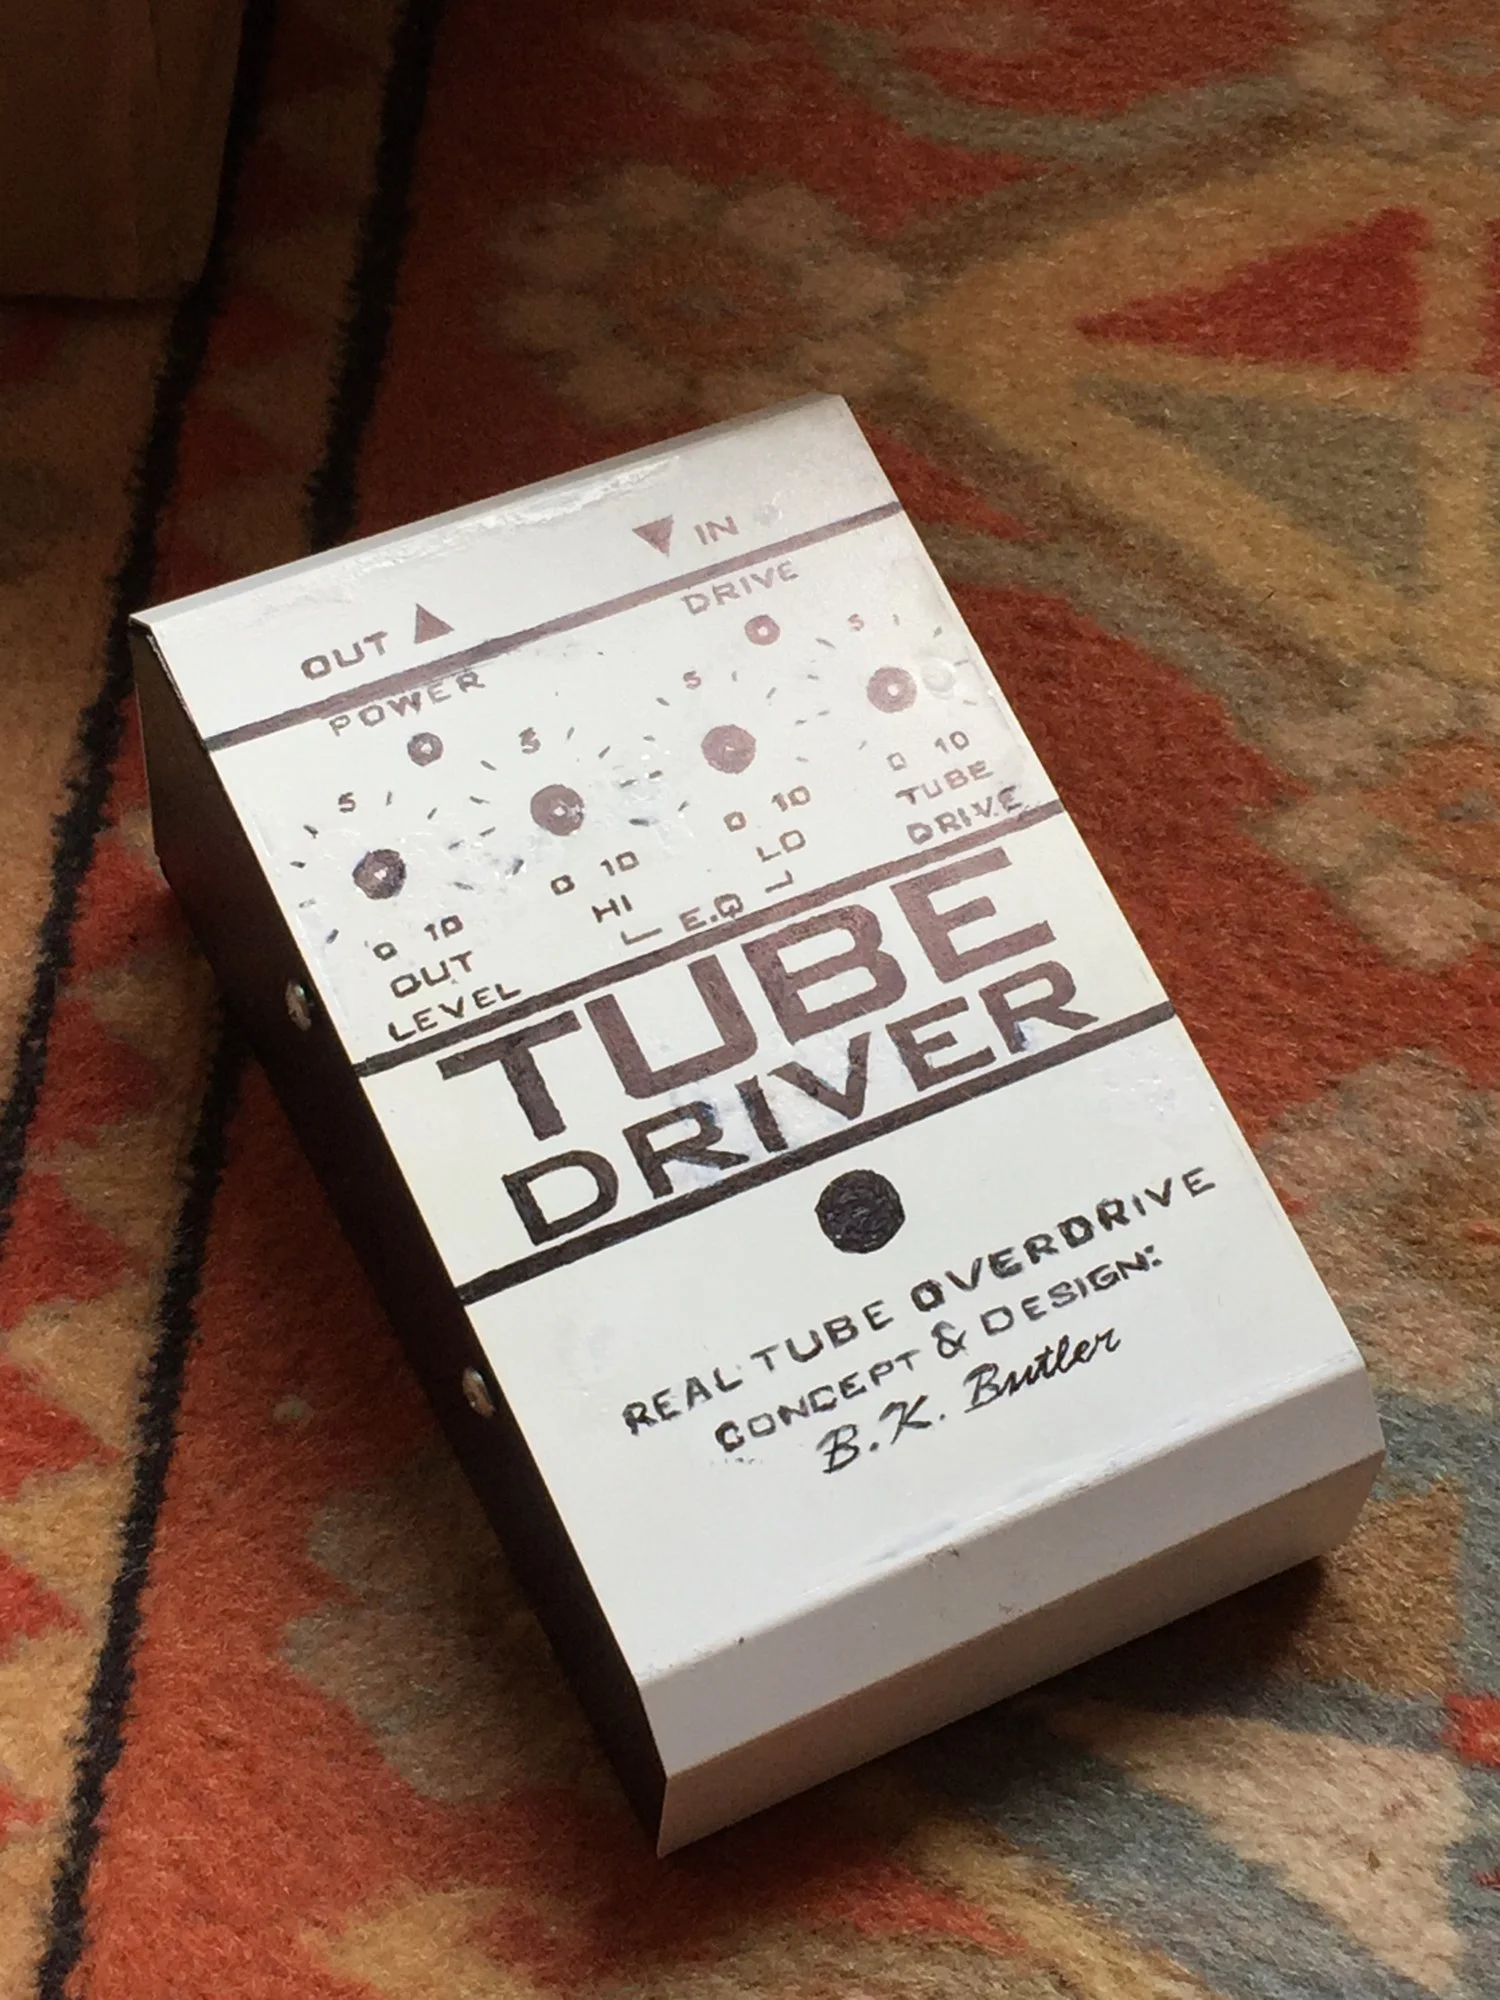 OUT ▲ ▼ IN
POWER DRIVE
5 5 5 5
0 10 0 10 0 10 0 10
OUT LEVEL HI LO TUBE DRIVE
E.Q
TUBE
DRIVER
REAL TUBE OVERDRIVE
CONCEPT & DESIGN:
B.K. Butler